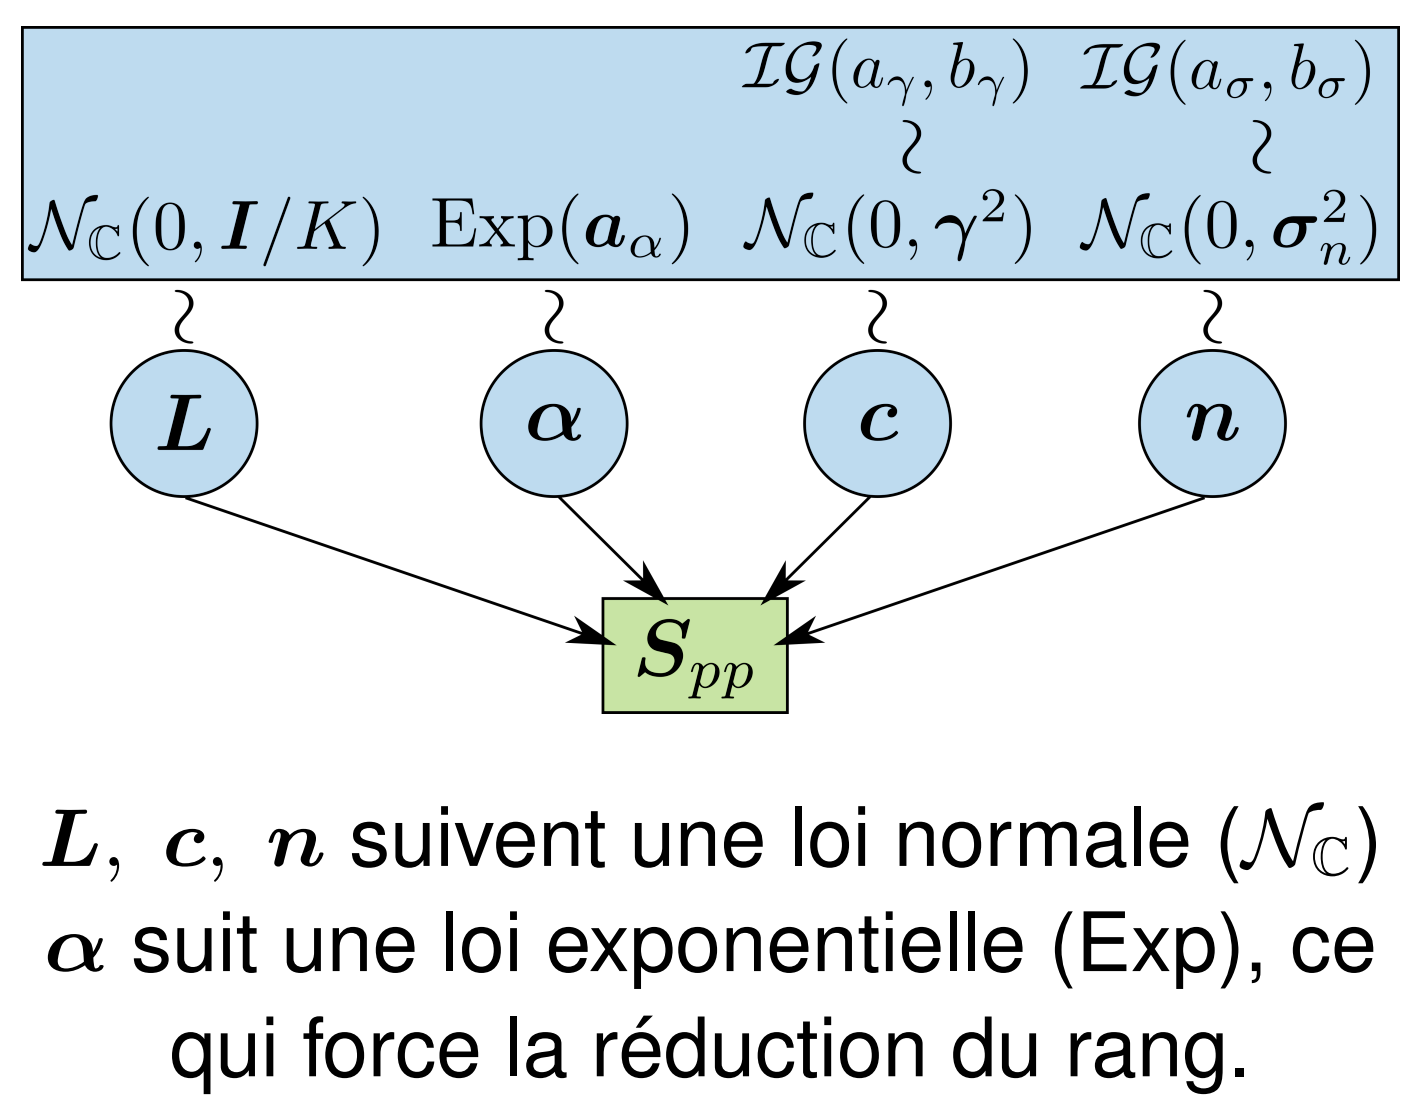 𝓘𝓖(a_γ, b_γ) 𝓘𝓖(a_σ, b_σ)
∼ ∼
𝒩_ℂ(0, 𝑰/K) Exp(𝒂_α) 𝒩_ℂ(0, 𝜸²) 𝒩_ℂ(0, 𝝈_n²)
∼ ∼ ∼ ∼
𝑳 𝜶 𝒄 𝒏
𝑺_pp
𝑳, 𝒄, 𝒏 suivent une loi normale (𝒩_ℂ)
𝜶 suit une loi exponentielle (Exp), ce
qui force la réduction du rang.